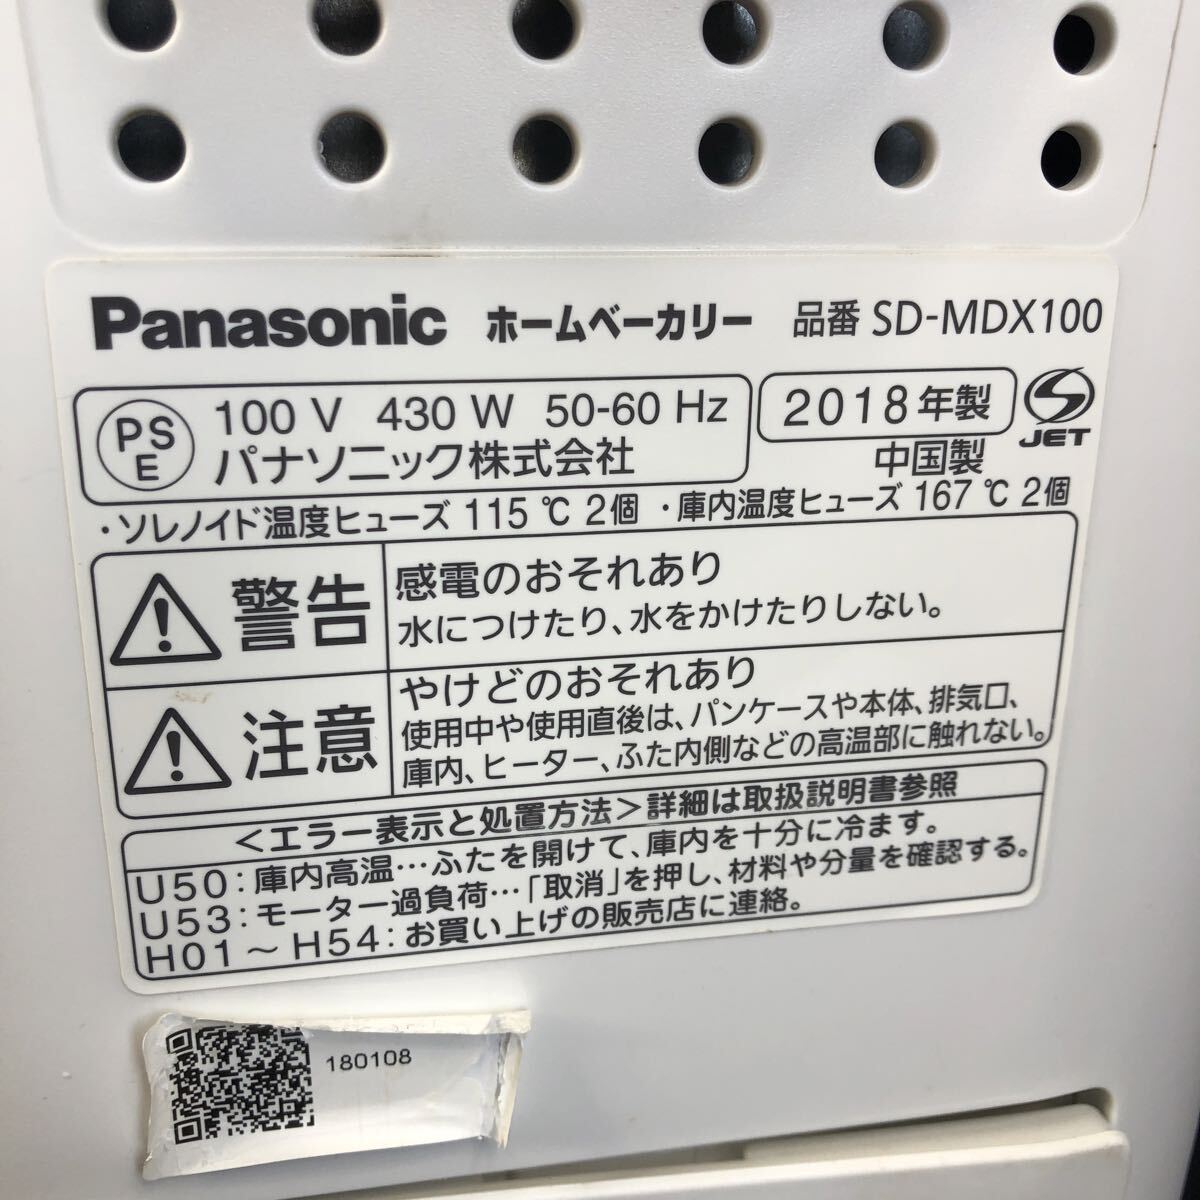 Panasonic ホームベーカリー 品番 SD-MDX100
PSE 100 V 430 W 50-60 Hz
パナソニック株式会社
2018年製
中国製
JET
・ソレノイド温度ヒューズ 115 ℃ 2個 ・庫内温度ヒューズ 167 ℃ 2個
警告
感電のおそれあり
水につけたり、水をかけたりしない。
注意
やけどのおそれあり
使用中や使用直後は、パンケースや本体、排気口、
庫内、ヒーター、ふた内側などの高温部に触れない。
<エラー表示と処置方法>詳細は取扱説明書参照
U50:庫内高温…ふたを開けて、庫内を十分に冷ます。
U53:モーター過負荷…「取消」を押し、材料や分量を確認する。
H01～H54:お買い上げの販売店に連絡。
180108